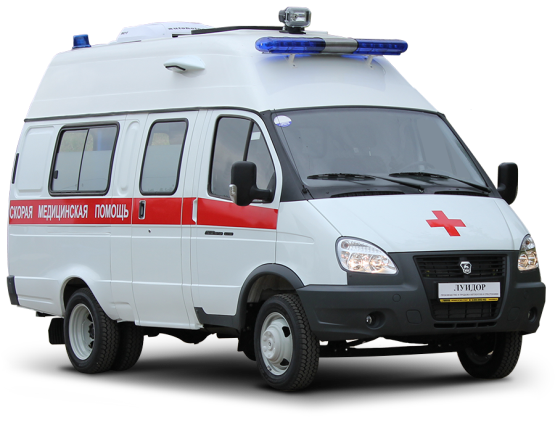 СКОРАЯ МЕДИЦИНСКАЯ ПОМОЩЬ
ЛУИДОР